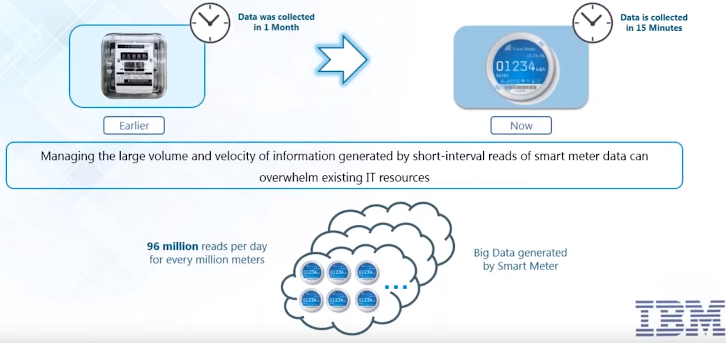 Data was collected
in 1 Month
Data is collected
in 15 Minutes
01234
Earlier
Now
Managing the large volume and velocity of information generated by short-interval reads of smart meter data can
overwhelm existing IT resources
96 million reads per day
for every million meters
Big Data generated
by Smart Meter
IBM